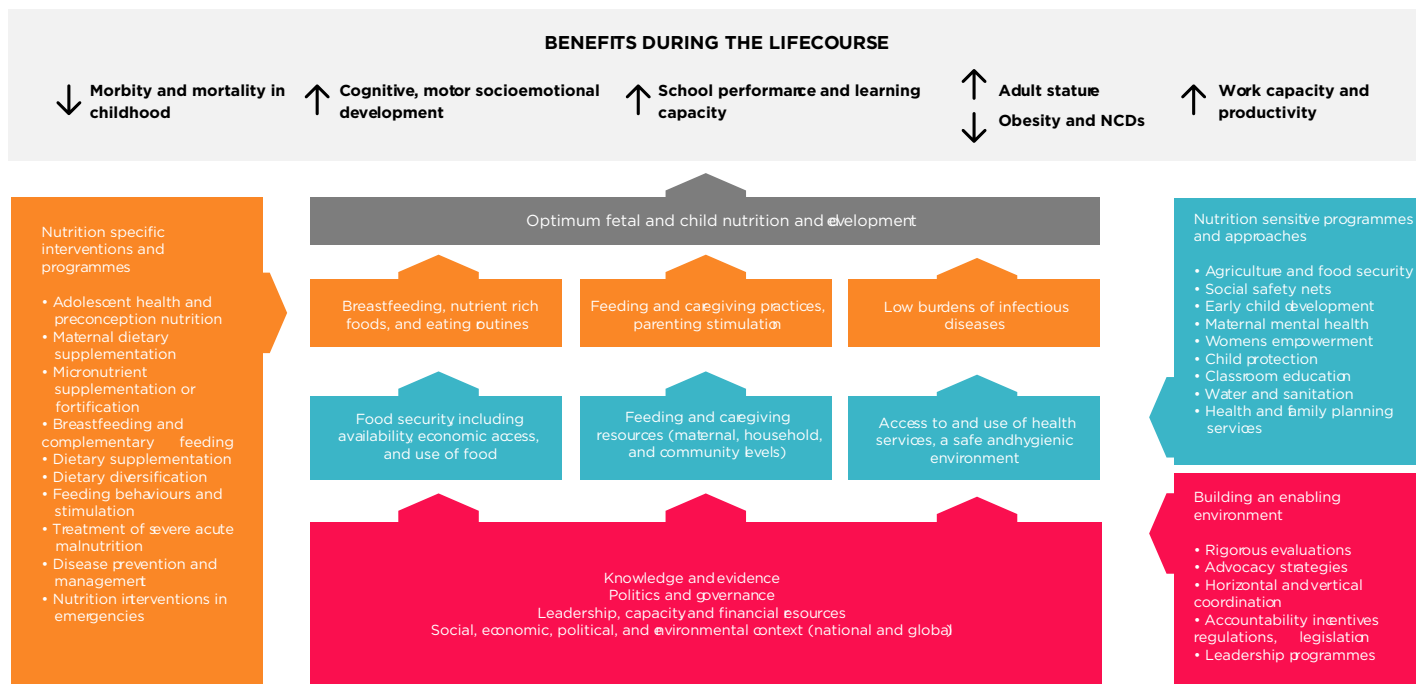 BENEFITS DURING THE LIFECOURSE
Morbity and mortality in
childhood
Cognitive, motor socioemotional
development
School performance and learning
capacity
Adult stature
Obesity and NCDs
Work capacity and
productivity
Nutrition specific
interventions and
programmes
• Adolescent health and
preconception nutrition
• Maternal dietary
supplementation
• Micronutrient
supplementation or
fortification
• Breastfeeding and
complementary feeding
• Dietary supplementation
• Dietary diversification
• Feeding behaviours and
stimulation
• Treatment of severe acute
malnutrition
• Disease prevention and
management
• Nutrition interventions in
emergencies
Optimum fetal and child nutrition and development
Breastfeeding, nutrient rich
foods, and eating routines
Feeding and caregiving practices,
parenting stimulation
Low burdens of infectious
diseases
Food security, including
availability, economic access,
and use of food
Feeding and caregiving
resources (maternal, household,
and community levels)
Access to and use of health
services, a safe andhygienic
environment
Knowledge and evidence
Politics and governance
Leadership, capacity and financial resources
Social, economic, political, and environmental context (national and global)
Nutrition sensitive programmes
and approaches
• Agriculture and food security
• Social safety nets
• Early child development
• Maternal mental health
• Womens empowerment
• Child protection
• Classroom education
• Water and sanitation
• Health and family planning
services
Building an enabling
environment
• Rigorous evaluations
• Advocacy strategies
• Horizontal and vertical
coordination
• Accountability incentives
regulations, legislation
• Leadership programmes